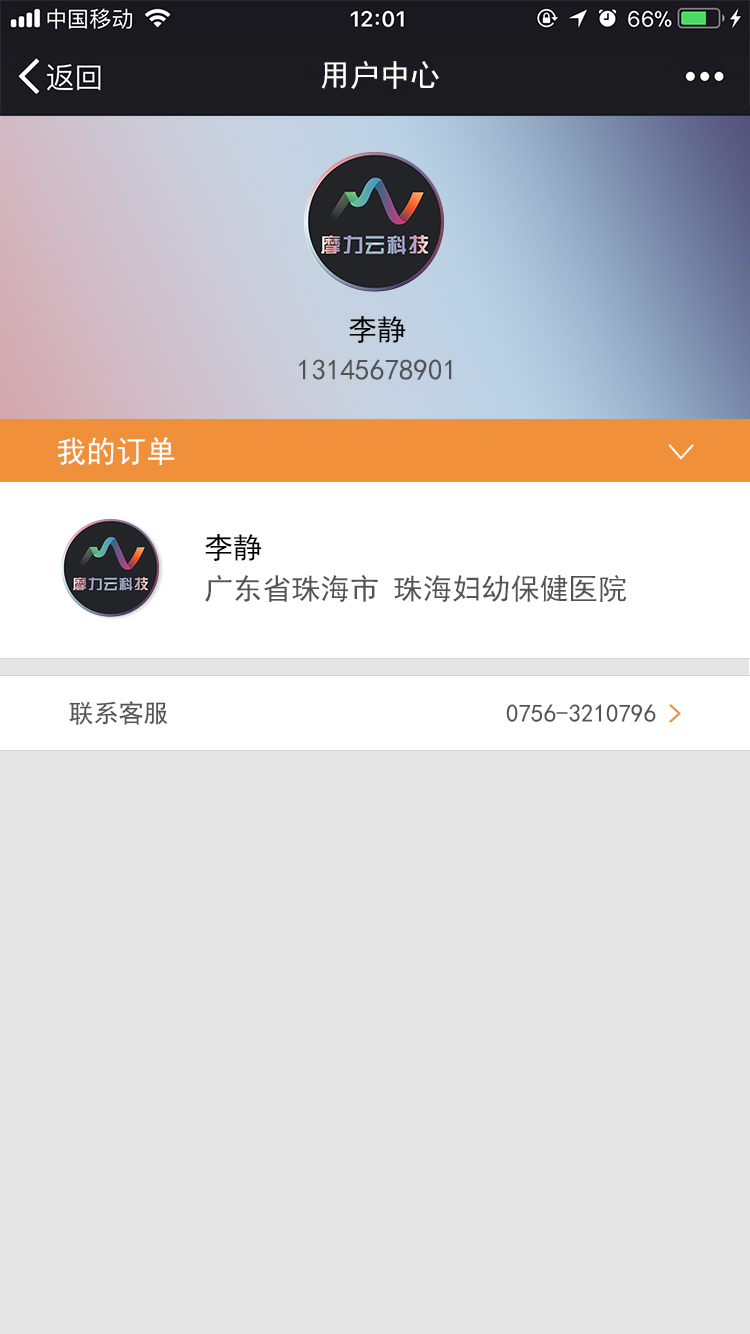 中国移动 12:01 66%
返回 用户中心
摩力云科技
李静
13145678901
我的订单
摩力云科技
李静
广东省珠海市 珠海妇幼保健医院
联系客服 0756-3210796